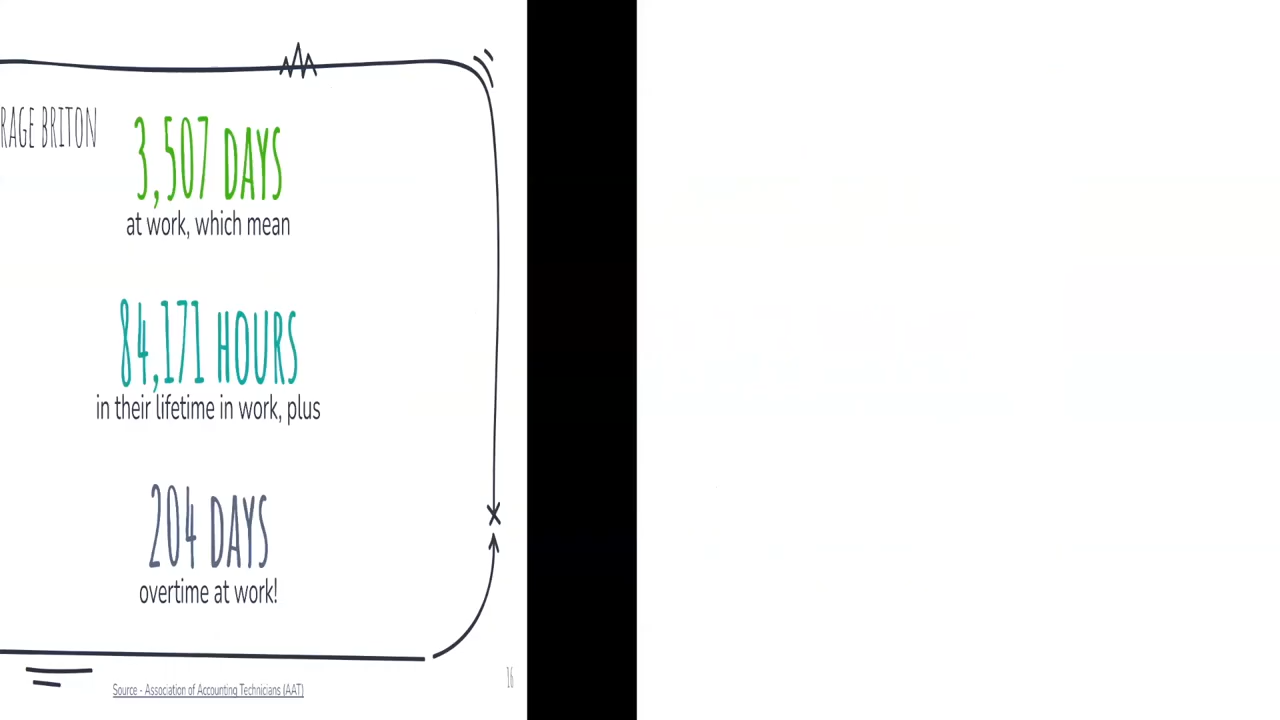 RAGE BRITON
3,507 DAYS
at work, which mean
84,171 HOURS
in their lifetime in work, plus
204 DAYS
overtime at work!
Source - Association of Accounting Technicians (AAT)
16